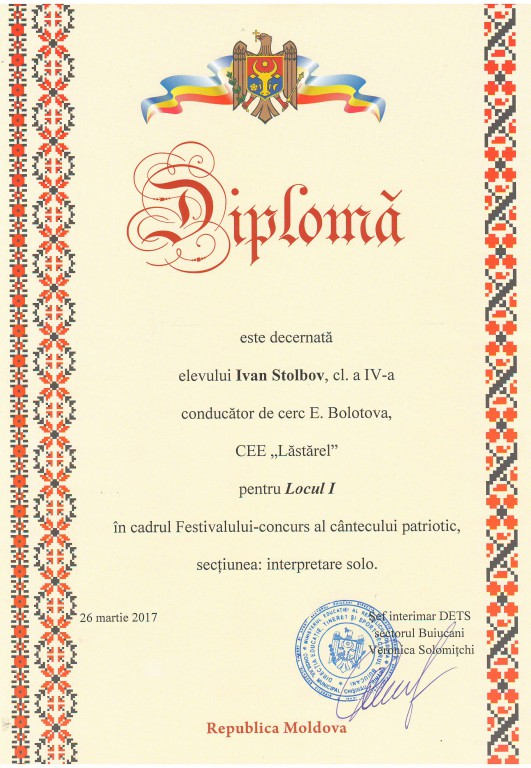 Diplomă
este decernată
elevului Ivan Stolbov, cl. a IV-a
conducător de cerc E. Bolotova,
CEE „Lăstărel”
pentru Locul I
în cadrul Festivalului-concurs al cântecului patriotic,
secțiunea: interpretare solo.
26 martie 2017
Șef interimar DETS
sectorul Buiucani
Veronica Solomițchi
Republica Moldova